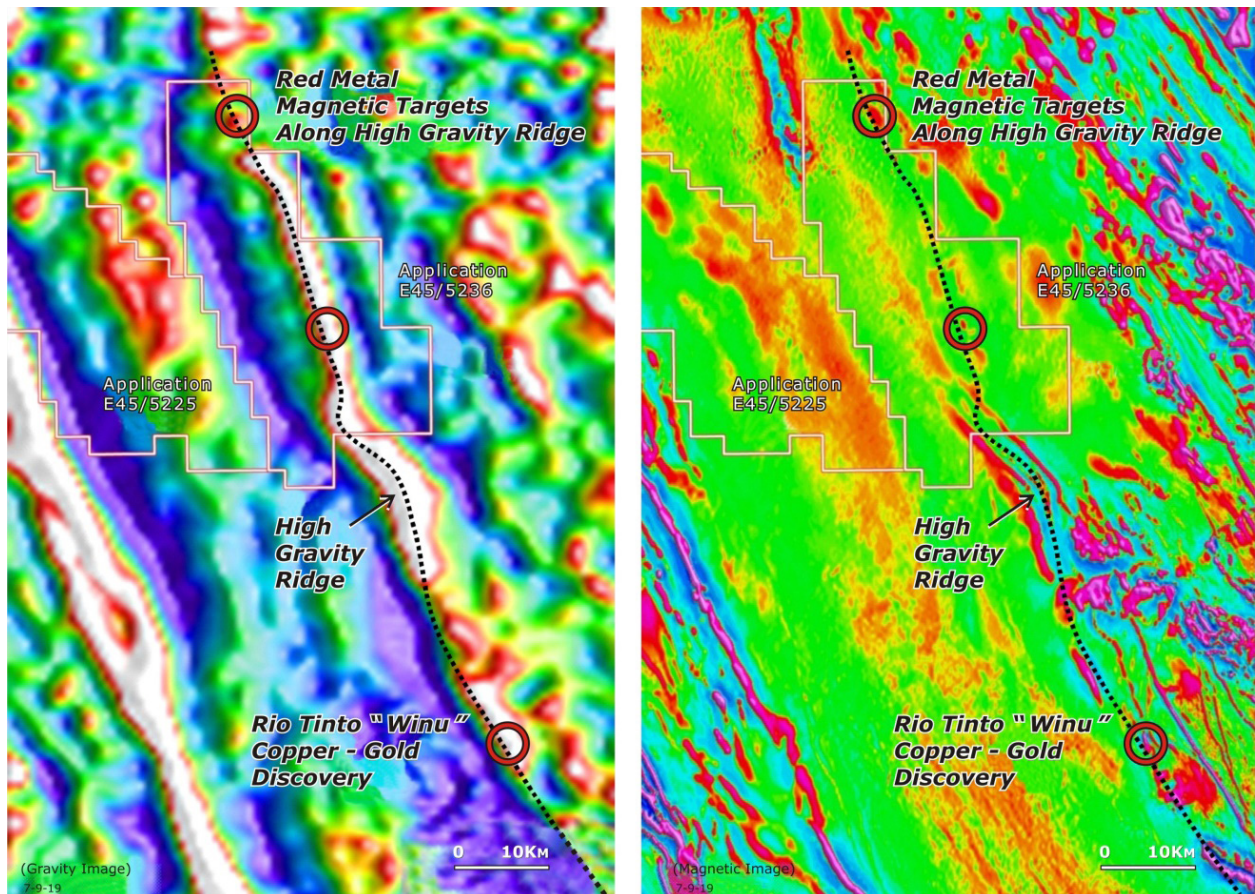 Red Metal
Magnetic Targets
Along High Gravity Ridge
Application
E45/5236
Application
E45/5225
High
Gravity
Ridge
Rio Tinto “Winu”
Copper - Gold
Discovery
0 10Km
(Gravity Image)
7-9-19
Red Metal
Magnetic Targets
Along High Gravity Ridge
Application
E45/5236
Application
E45/5225
High
Gravity
Ridge
Rio Tinto “Winu”
Copper - Gold
Discovery
0 10Km
(Magnetic Image)
7-9-19